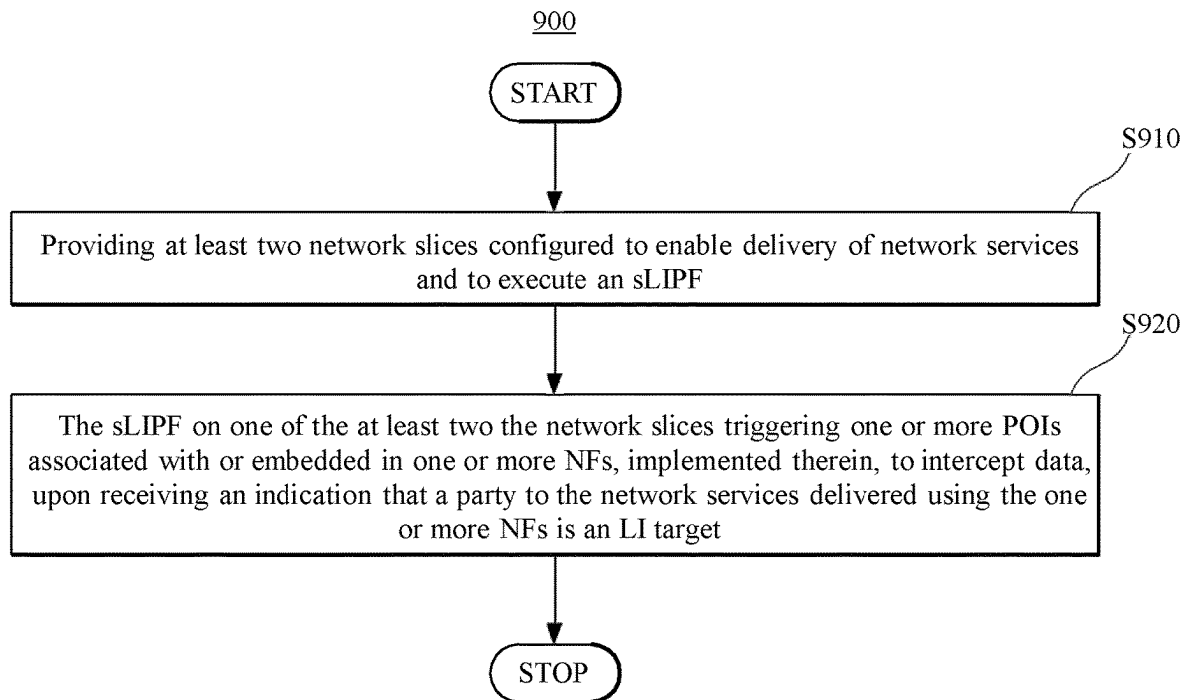 900
START
S910
Providing at least two network slices configured to enable delivery of network services
and to execute an sLIPF
S920
The sLIPF on one of the at least two the network slices triggering one or more POIs
associated with or embedded in one or more NFs, implemented therein, to intercept data,
upon receiving an indication that a party to the network services delivered using the one
or more NFs is an LI target
STOP